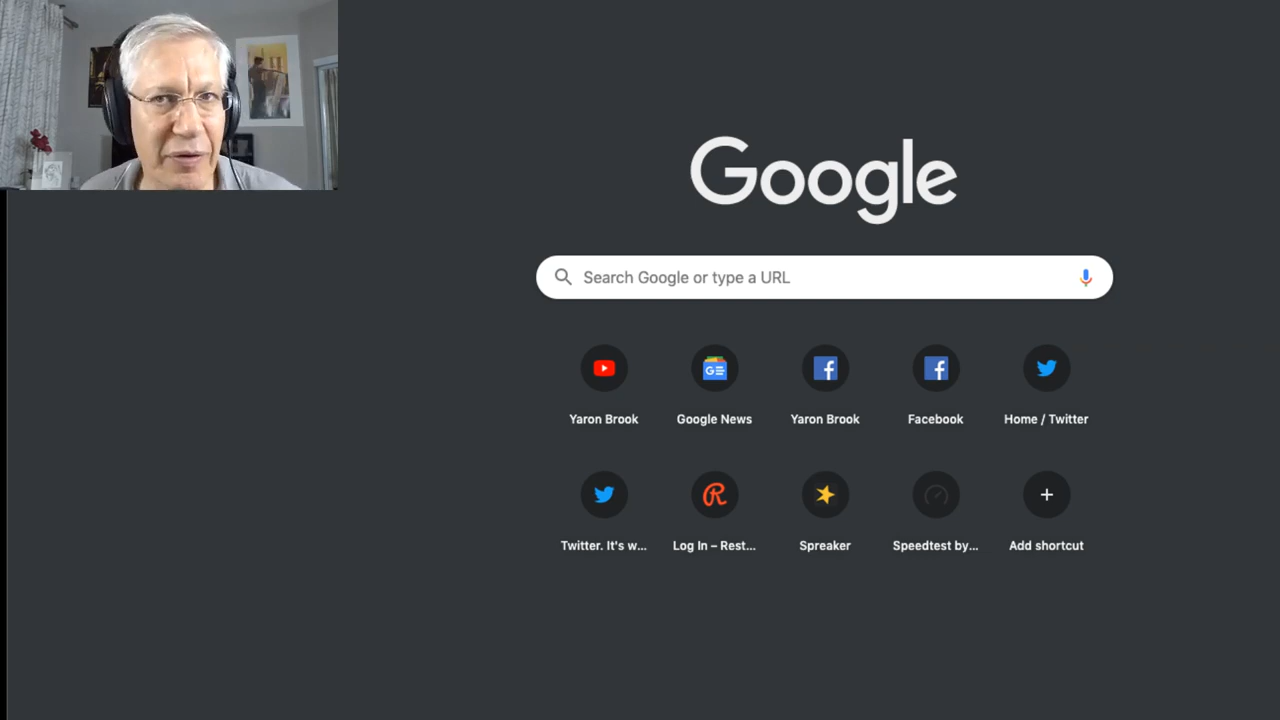 Google
Search Google or type a URL
Yaron Brook
Google News
Yaron Brook
Facebook
Home / Twitter
Twitter. It's w...
Log In – Rest...
Spreaker
Speedtest by...
Add shortcut